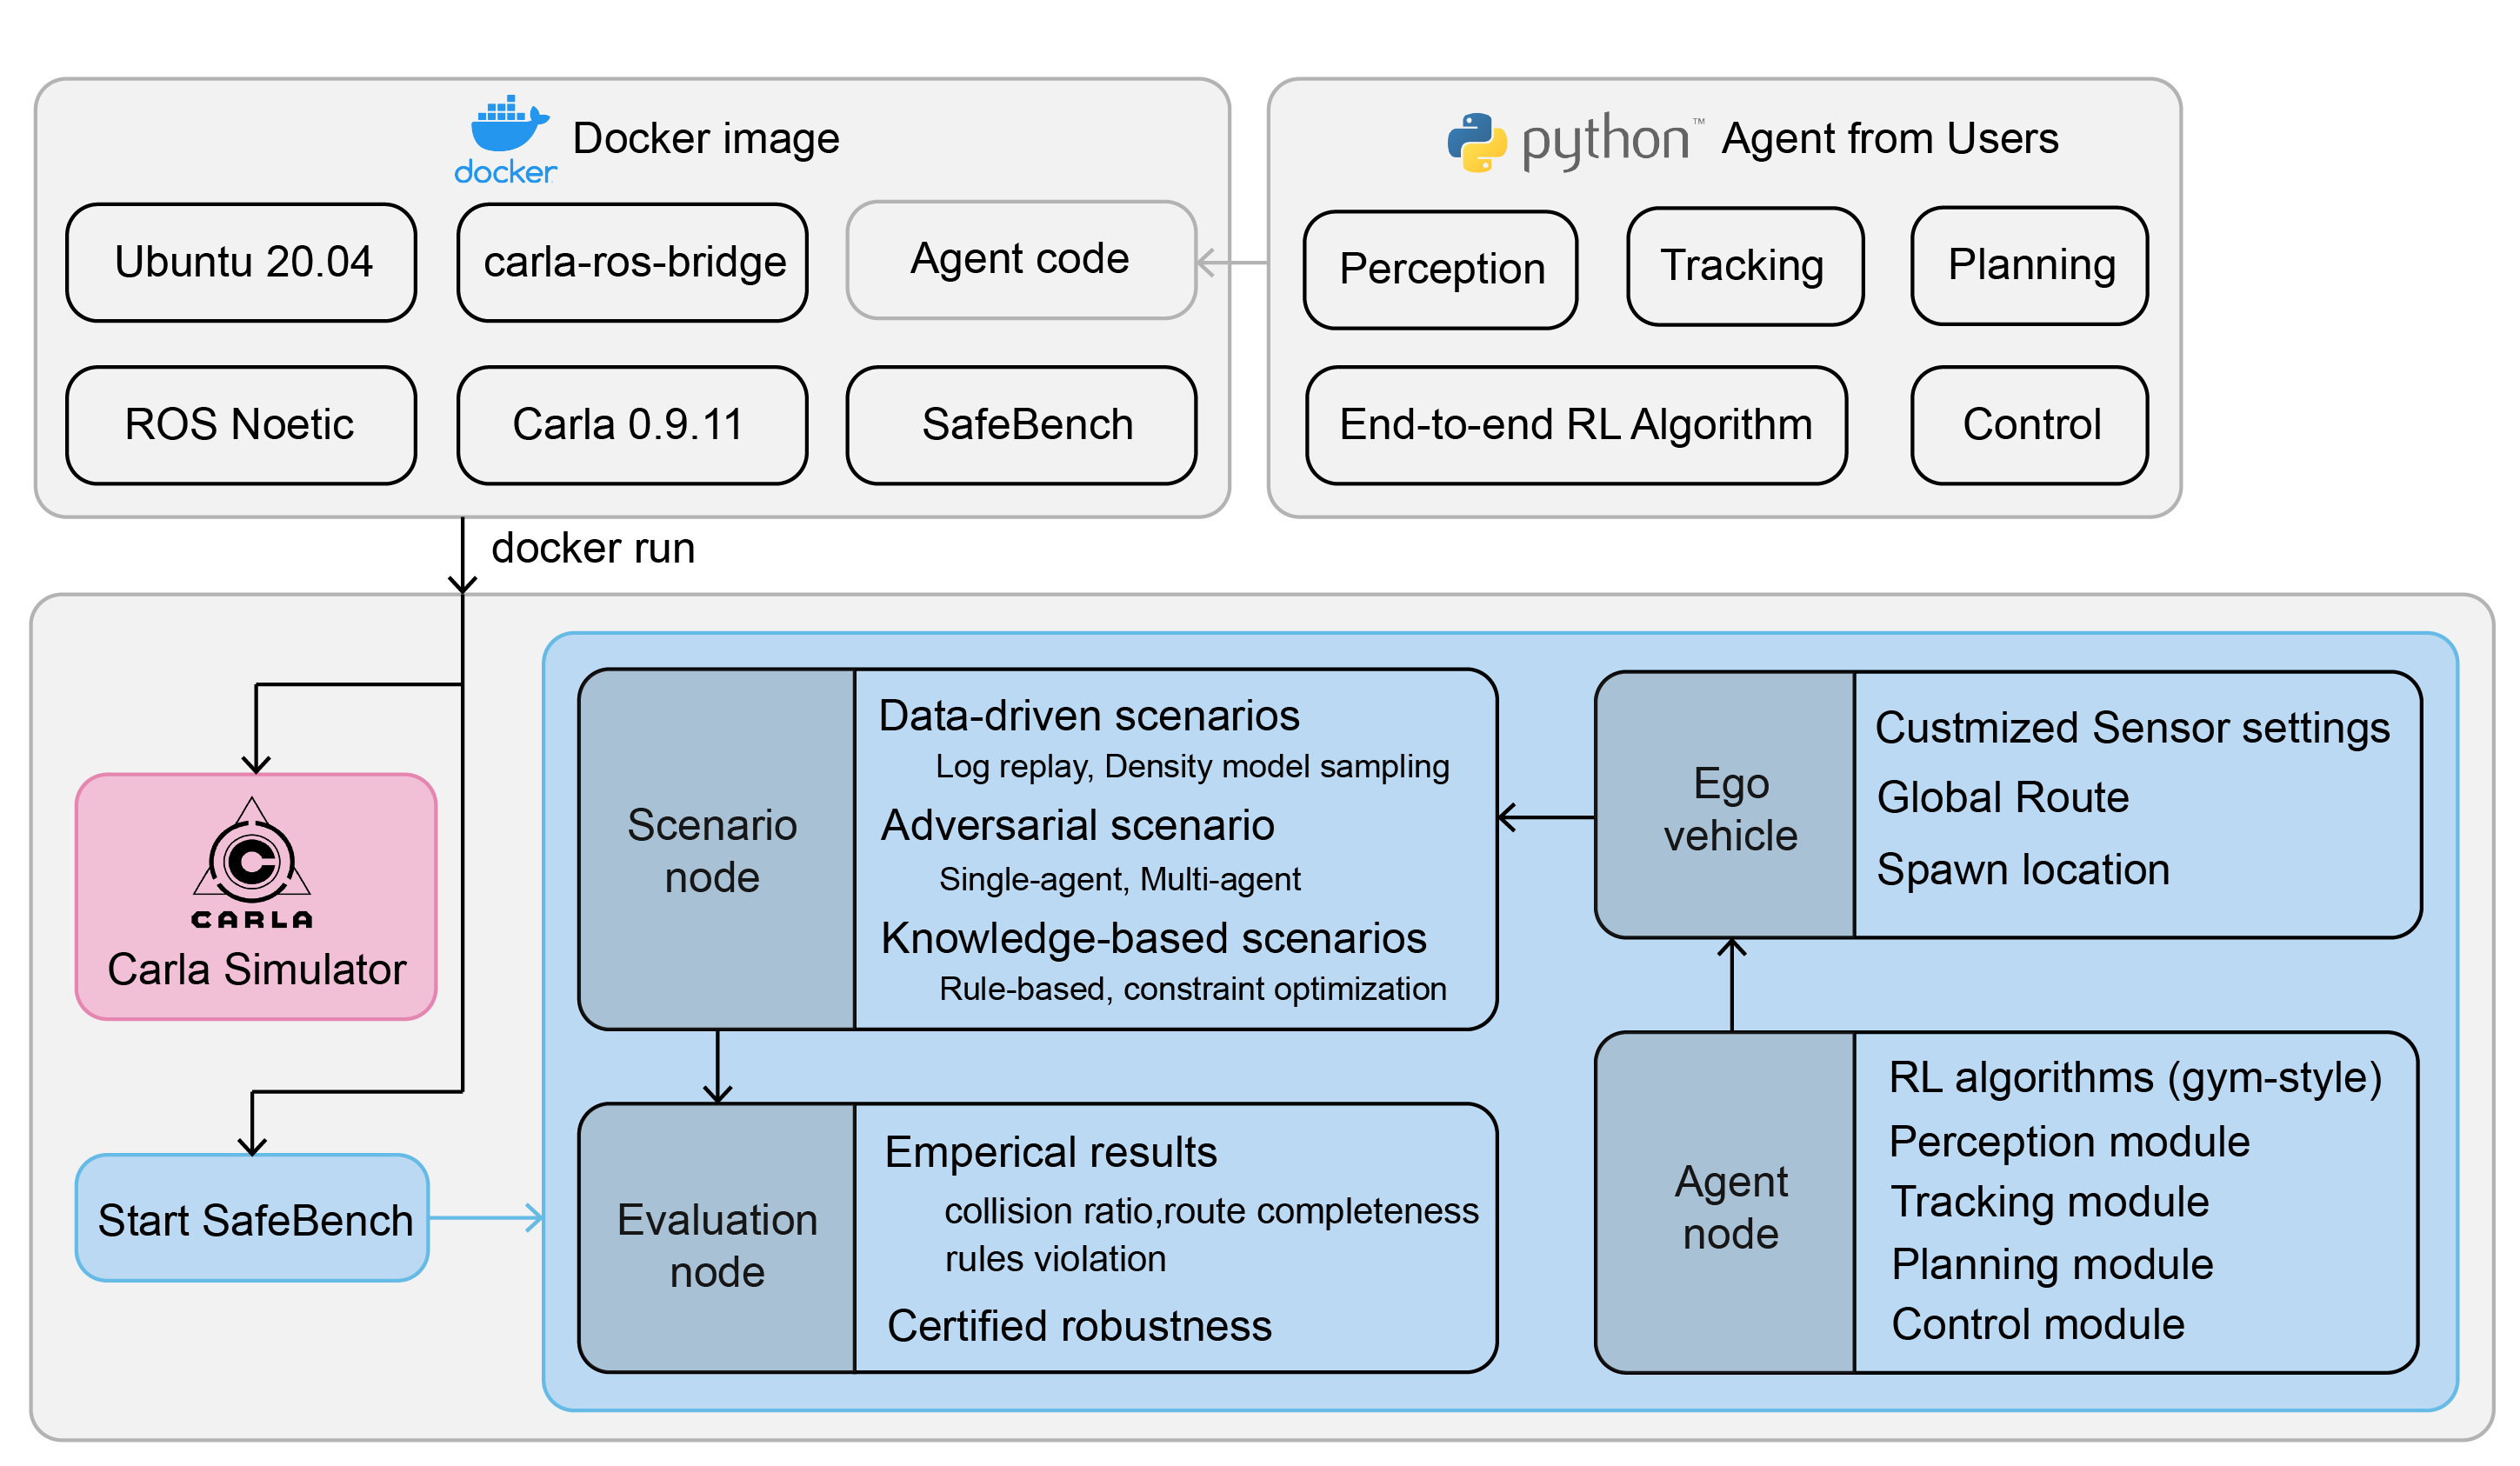 docker
Docker image
Ubuntu 20.04
carla-ros-bridge
Agent code
ROS Noetic
Carla 0.9.11
SafeBench
python™ Agent from Users
Perception
Tracking
Planning
End-to-end RL Algorithm
Control
docker run
CARLA
Carla Simulator
Start SafeBench
Scenario
node
Data-driven scenarios
Log replay, Density model sampling
Adversarial scenario
Single-agent, Multi-agent
Knowledge-based scenarios
Rule-based, constraint optimization
Ego
vehicle
Custmized Sensor settings
Global Route
Spawn location
Evaluation
node
Emperical results
collision ratio,route completeness
rules violation
Certified robustness
Agent
node
RL algorithms (gym-style)
Perception module
Tracking module
Planning module
Control module